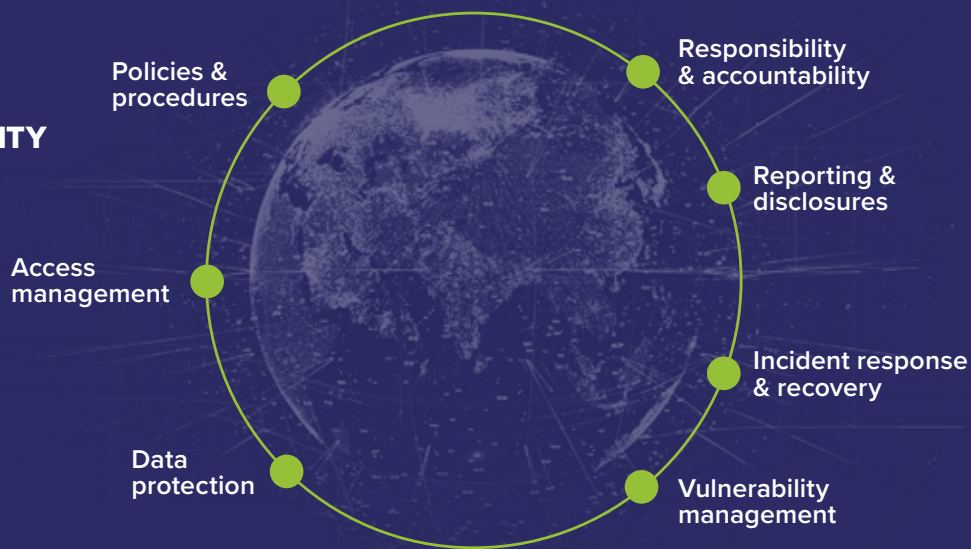 ITY
Policies &
procedures
Responsibility
& accountability
Reporting &
disclosures
Access
management
Incident response
& recovery
Data
protection
Vulnerability
management